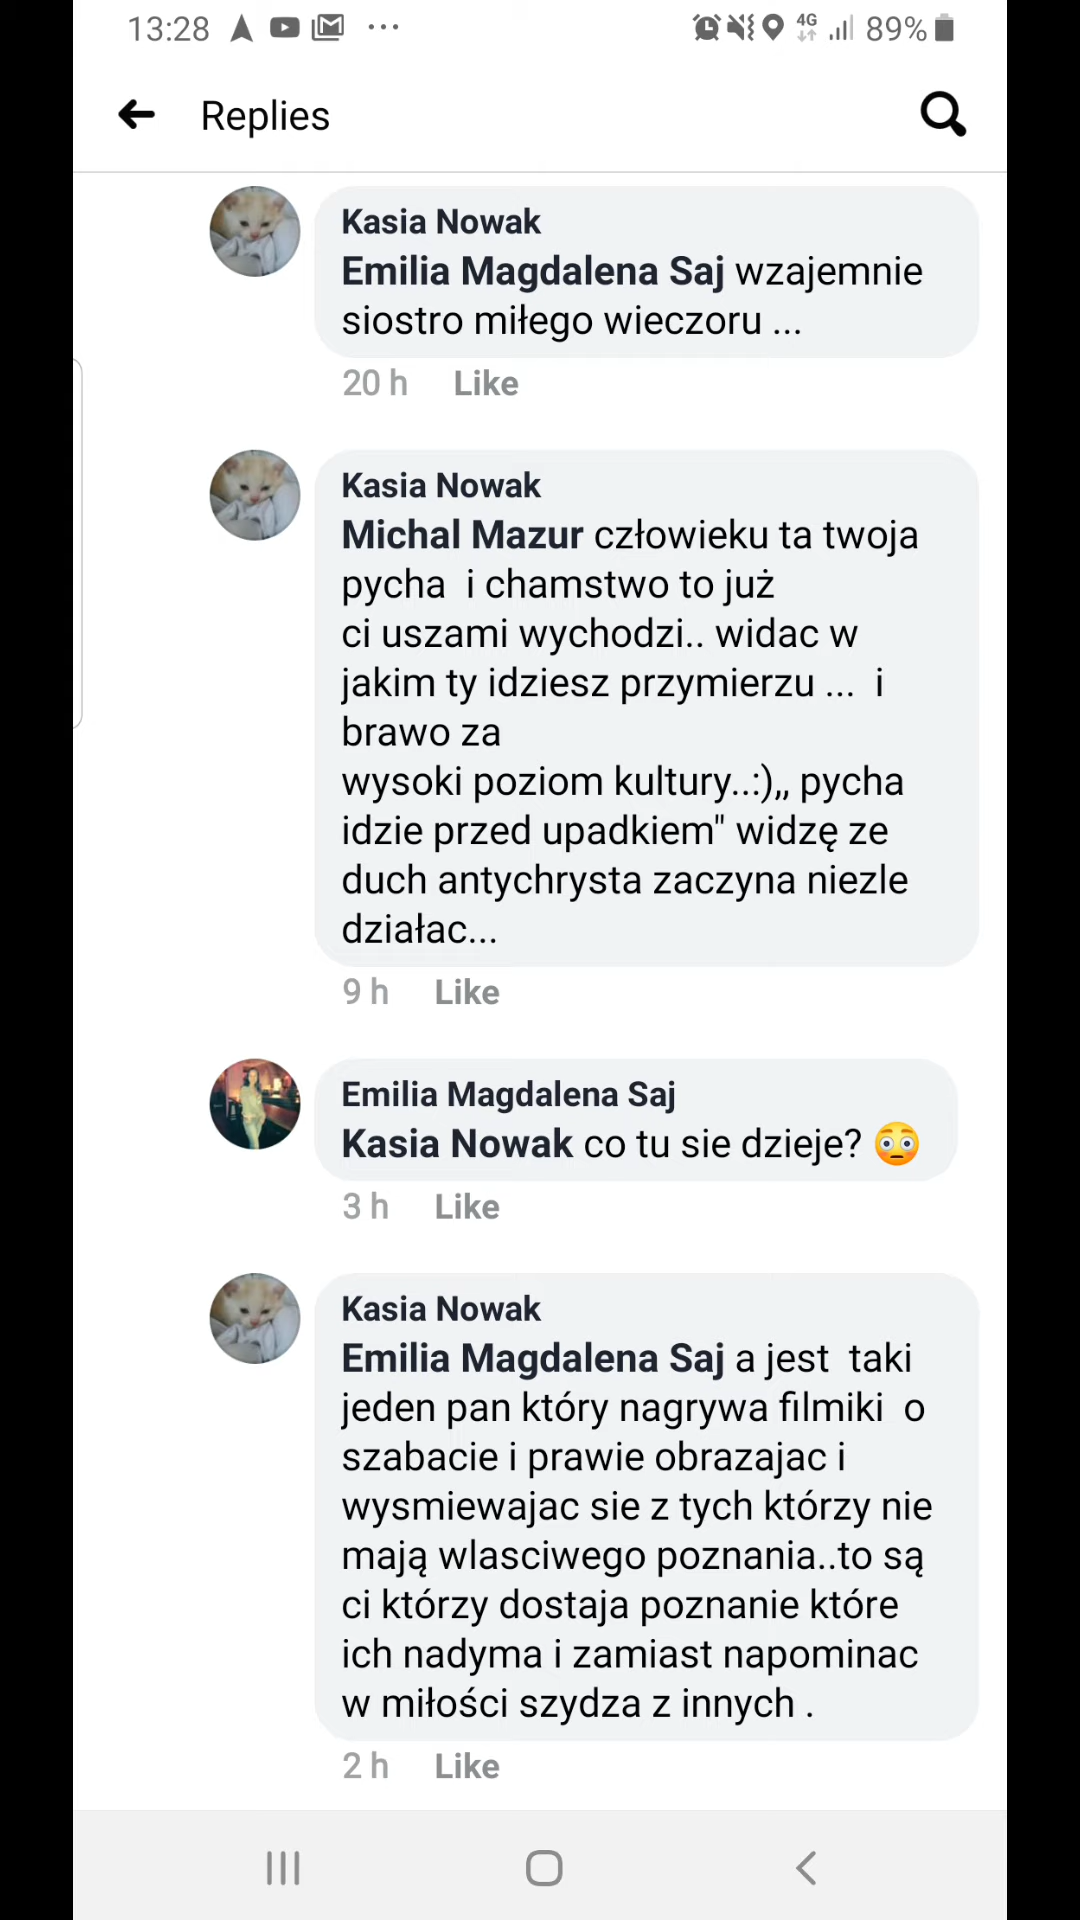 13:28
4G
89%
Replies
Kasia Nowak
Emilia Magdalena Saj wzajemnie
siostro miłego wieczoru ...
20 h Like
Kasia Nowak
Michal Mazur człowieku ta twoja
pycha  i chamstwo to już
ci uszami wychodzi.. widac w
jakim ty idziesz przymierzu ...  i
brawo za
wysoki poziom kultury..:),, pycha
idzie przed upadkiem" widzę ze
duch antychrysta zaczyna niezle
działac...
9 h Like
Emilia Magdalena Saj
Kasia Nowak co tu sie dzieje? 😳
3 h Like
Kasia Nowak
Emilia Magdalena Saj a jest  taki
jeden pan który nagrywa filmiki  o
szabacie i prawie obrazajac i
wysmiewajac sie z tych którzy nie
mają wlasciwego poznania..to są
ci którzy dostaja poznanie które
ich nadyma i zamiast napominac
w miłości szydza z innych .
2 h Like